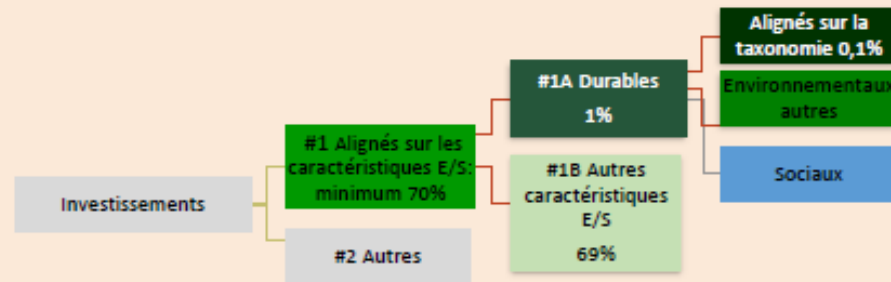 Investissements
#1 Alignés sur les
caractéristiques E/S:
minimum 70%
#2 Autres
#1A Durables
1%
#1B Autres
caractéristiques
E/S
69%
Alignés sur la
taxonomie 0,1%
Environnementaux
autres
Sociaux